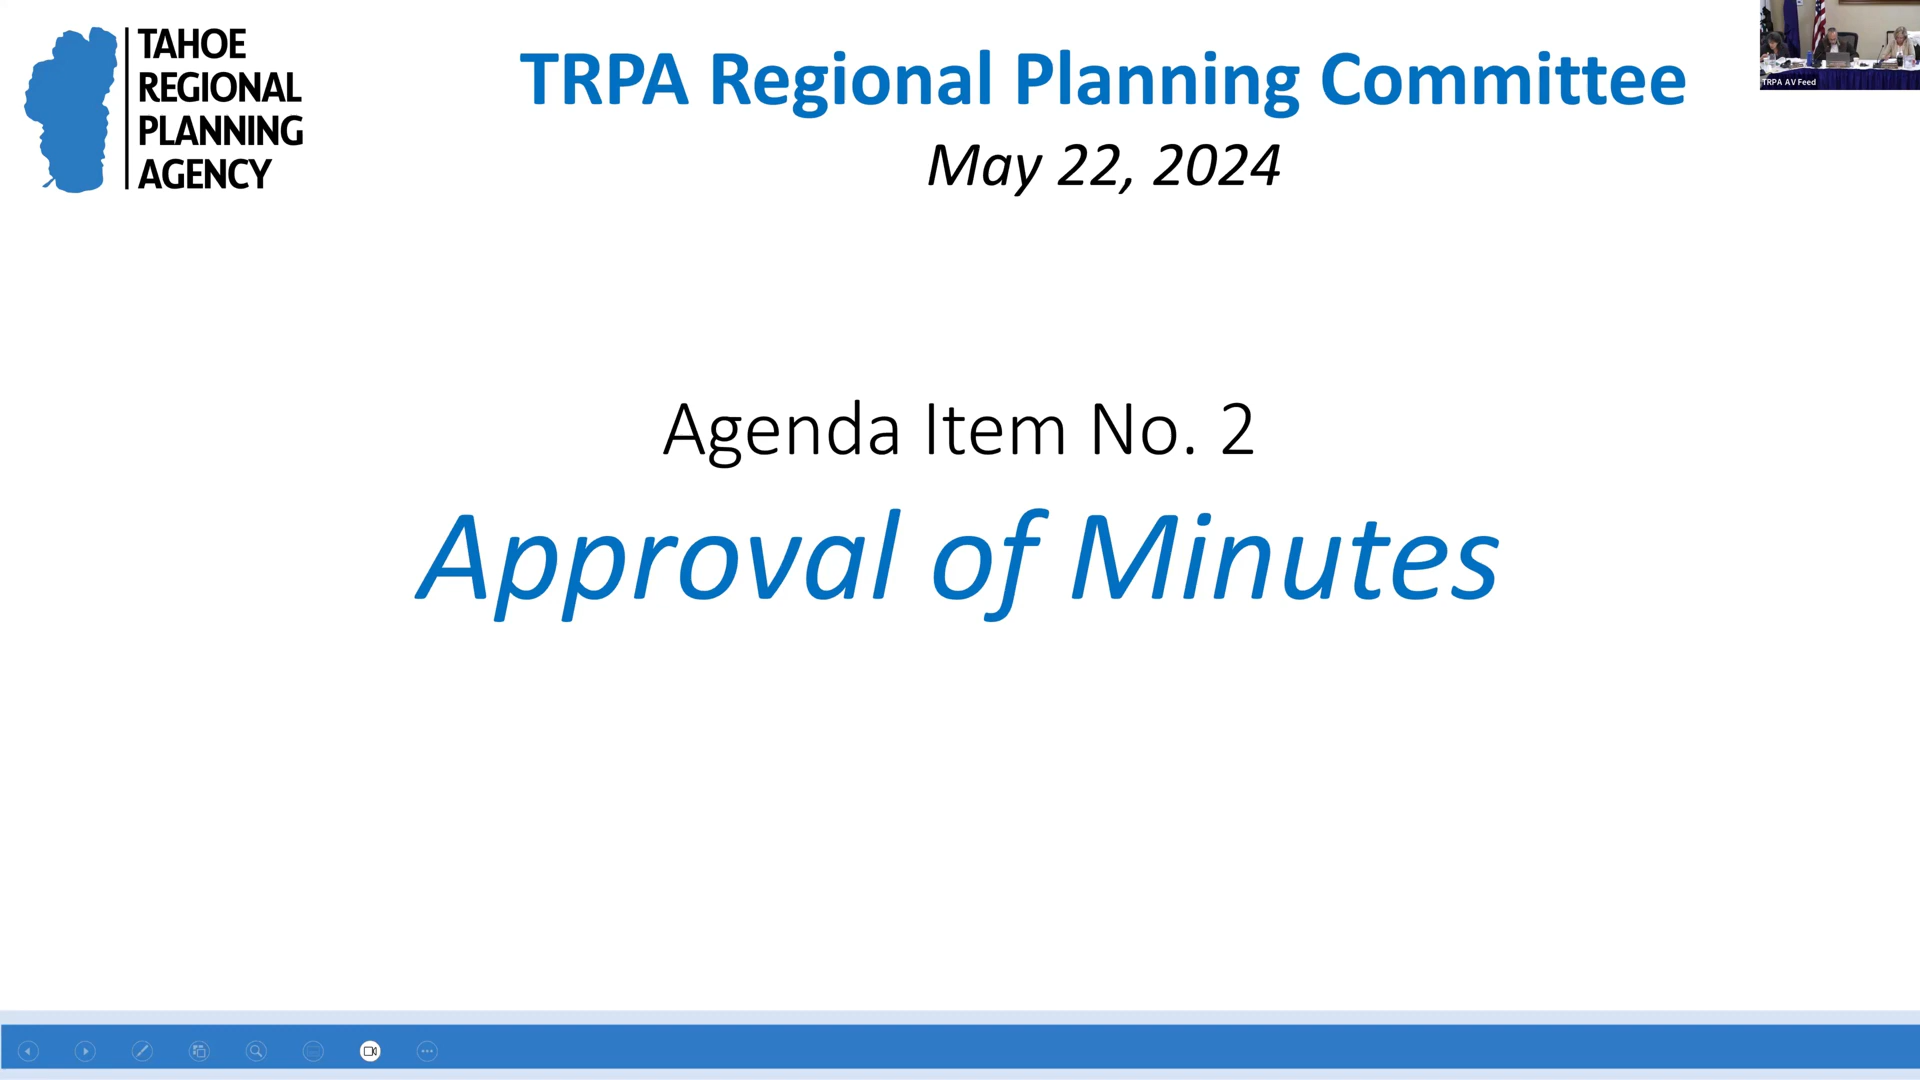 TAHOE
REGIONAL
PLANNING
AGENCY
TRPA Regional Planning Committee
May 22, 2024
TRPA AV Feed
Agenda Item No. 2
Approval of Minutes